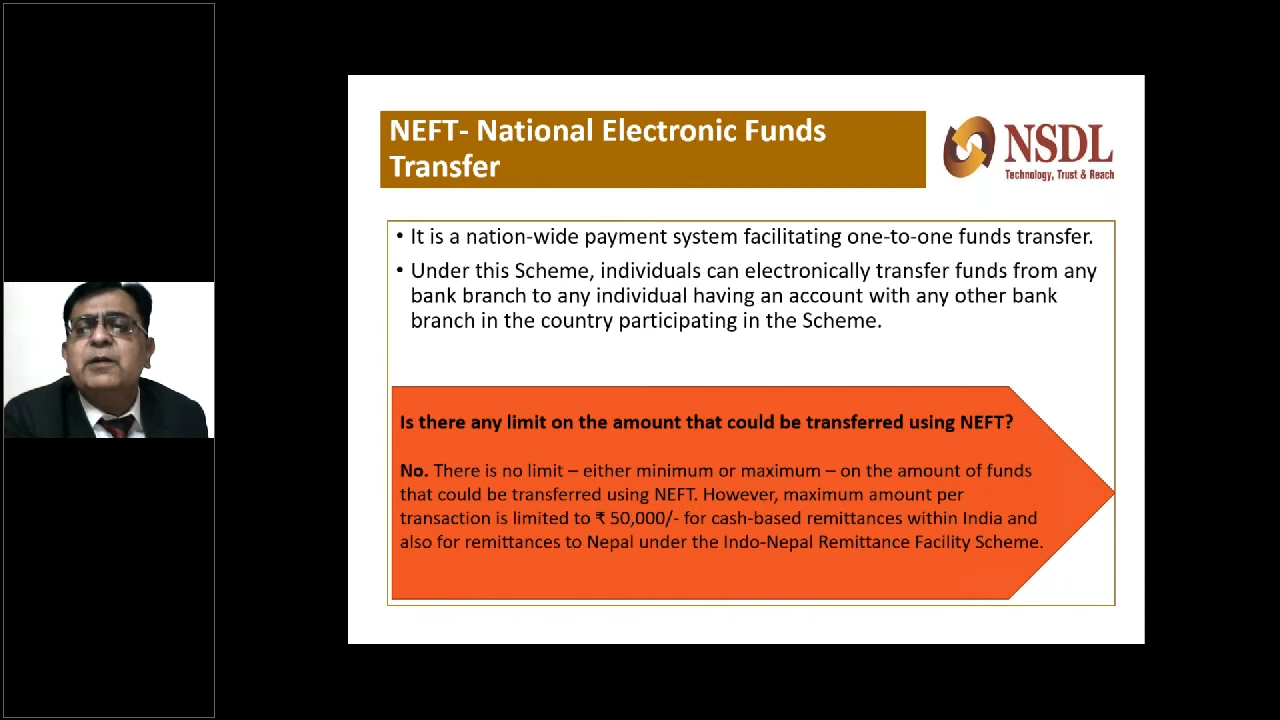 NEFT- National Electronic Funds
Transfer
NSDL
Technology, Trust & Reach
• It is a nation-wide payment system facilitating one-to-one funds transfer.
• Under this Scheme, individuals can electronically transfer funds from any
bank branch to any individual having an account with any other bank
branch in the country participating in the Scheme.
Is there any limit on the amount that could be transferred using NEFT?
No. There is no limit – either minimum or maximum – on the amount of funds
that could be transferred using NEFT. However, maximum amount per
transaction is limited to ₹ 50,000/- for cash-based remittances within India and
also for remittances to Nepal under the Indo-Nepal Remittance Facility Scheme.